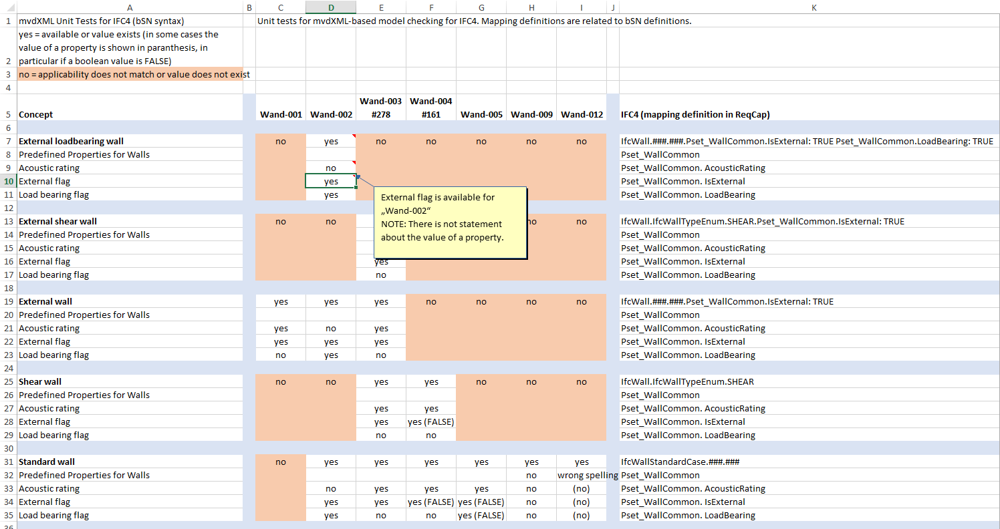 A B C D E F G H I J K
1 mvdXML Unit Tests for IFC4 (bSN syntax) Unit tests for mvdXML-based model checking for IFC4. Mapping definitions are related to bSN definitions.
yes = available or value exists (in some cases the
value of a property is shown in paranthesis, in
2 particular if a boolean value is FALSE)
3 no = applicability does not match or value does not exist
4
Wand-003 Wand-004
5 Concept Wand-001 Wand-002 #278 #161 Wand-005 Wand-009 Wand-012 IFC4 (mapping definition in ReqCap)
6
7 External loadbearing wall no yes no no no no no IfcWall.###.###.Pset_WallCommon.IsExternal: TRUE Pset_WallCommon.LoadBearing: TRUE
8 Predefined Properties for Walls Pset_WallCommon
9 Acoustic rating no Pset_WallCommon. AcousticRating
10 External flag yes Pset_WallCommon. IsExternal
11 Load bearing flag yes Pset_WallCommon. LoadBearing
External flag is available for
„Wand-002“
NOTE: There is not statement
about the value of a property.
12
13 External shear wall no no no no IfcWall.IfcWallTypeEnum.SHEAR.Pset_WallCommon.IsExternal: TRUE
14 Predefined Properties for Walls Pset_WallCommon
15 Acoustic rating Pset_WallCommon. AcousticRating
16 External flag yes Pset_WallCommon. IsExternal
17 Load bearing flag no Pset_WallCommon. LoadBearing
18
19 External wall yes yes yes no no no no IfcWall.###.###.Pset_WallCommon.IsExternal: TRUE
20 Predefined Properties for Walls Pset_WallCommon
21 Acoustic rating yes no yes Pset_WallCommon. AcousticRating
22 External flag yes yes yes Pset_WallCommon. IsExternal
23 Load bearing flag no yes no Pset_WallCommon. LoadBearing
24
25 Shear wall no no yes yes no no no IfcWall.IfcWallTypeEnum.SHEAR
26 Predefined Properties for Walls Pset_WallCommon
27 Acoustic rating yes yes Pset_WallCommon. AcousticRating
28 External flag yes yes (FALSE) Pset_WallCommon. IsExternal
29 Load bearing flag no no Pset_WallCommon. LoadBearing
30
31 Standard wall no yes yes yes yes yes yes IfcWallStandardCase.###.###
32 Predefined Properties for Walls no wrong spelling Pset_WallCommon
33 Acoustic rating no yes yes yes no (no) Pset_WallCommon. AcousticRating
34 External flag yes yes yes (FALSE) yes (FALSE) no (no) Pset_WallCommon. IsExternal
35 Load bearing flag yes no no yes (FALSE) no (no) Pset_WallCommon. LoadBearing